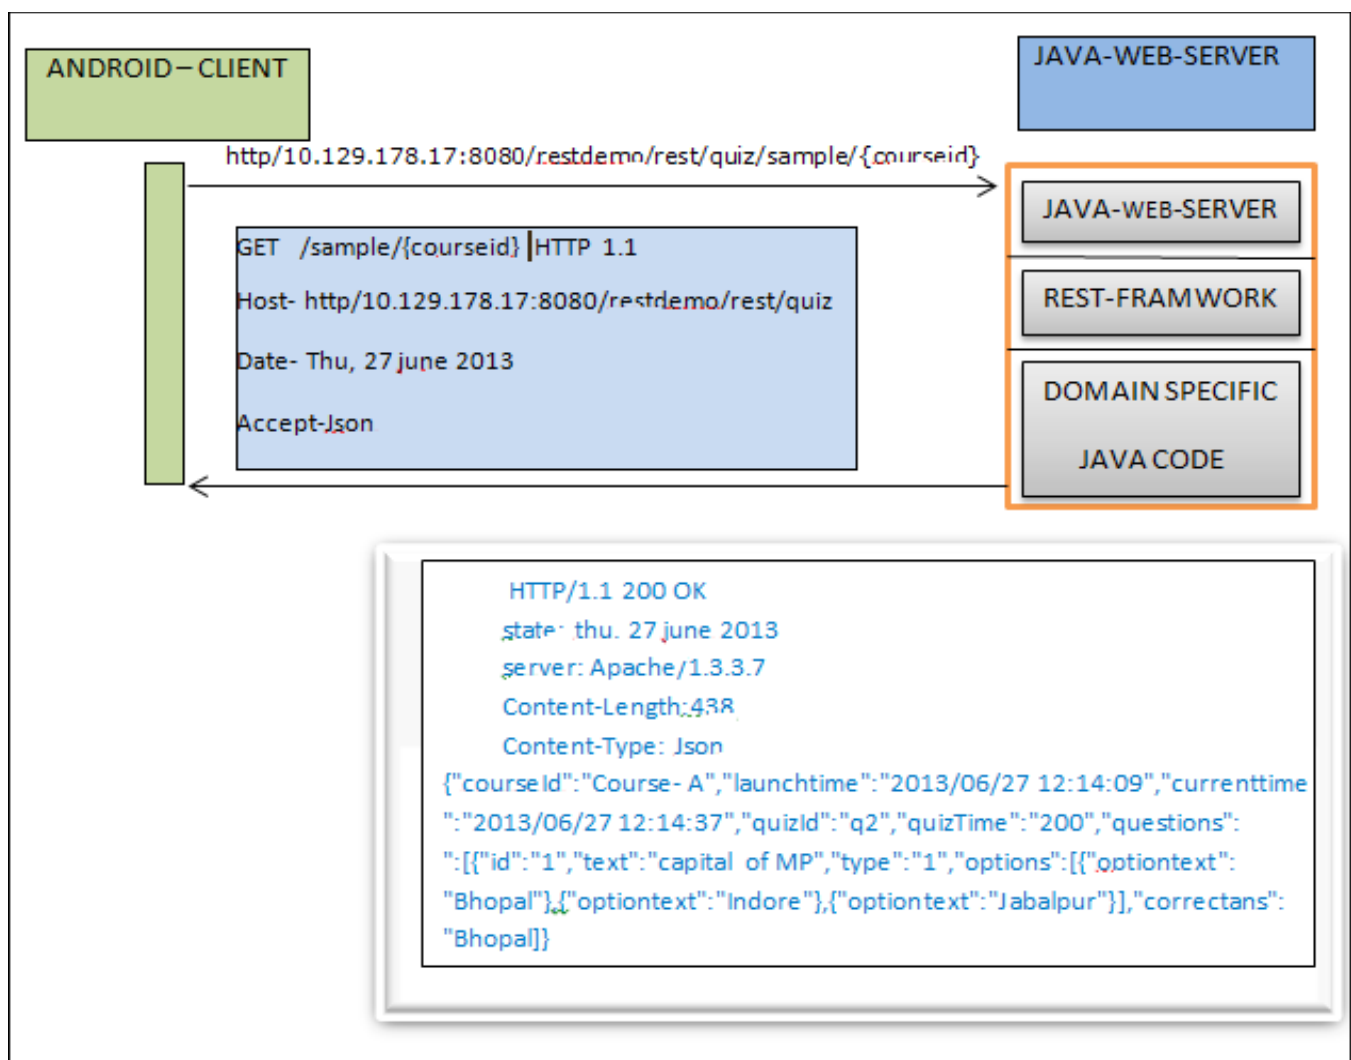 ANDROID–CLIENT
JAVA-WEB-SERVER
http/10.129.178.17:8080/restdemo/rest/quiz/sample/{courseid}
JAVA-WEB-SERVER
GET /sample/{courseid} HTTP 1.1
Host- http/10.129.178.17:8080/restdemo/rest/quiz
REST-FRAMWORK
Date- Thu, 27 june 2013
Accept-Json
DOMAIN SPECIFIC
JAVA CODE
HTTP/1.1 200 OK
state: thu. 27 june 2013
server: Apache/1.3.3.7
Content-Length:438
Content-Type: Json
{"courseId":"Course- A","launchtime":"2013/06/27 12:14:09","currenttime
":"2013/06/27 12:14:37","quizId":"q2","quizTime":"200","questions":
":[{"id":"1","text":"capital of MP","type":"1","options":[{"optiontext":
"Bhopal"},{"optiontext":"Indore"},{"optiontext":"Jabalpur"}],"correctans":
"Bhopal]}